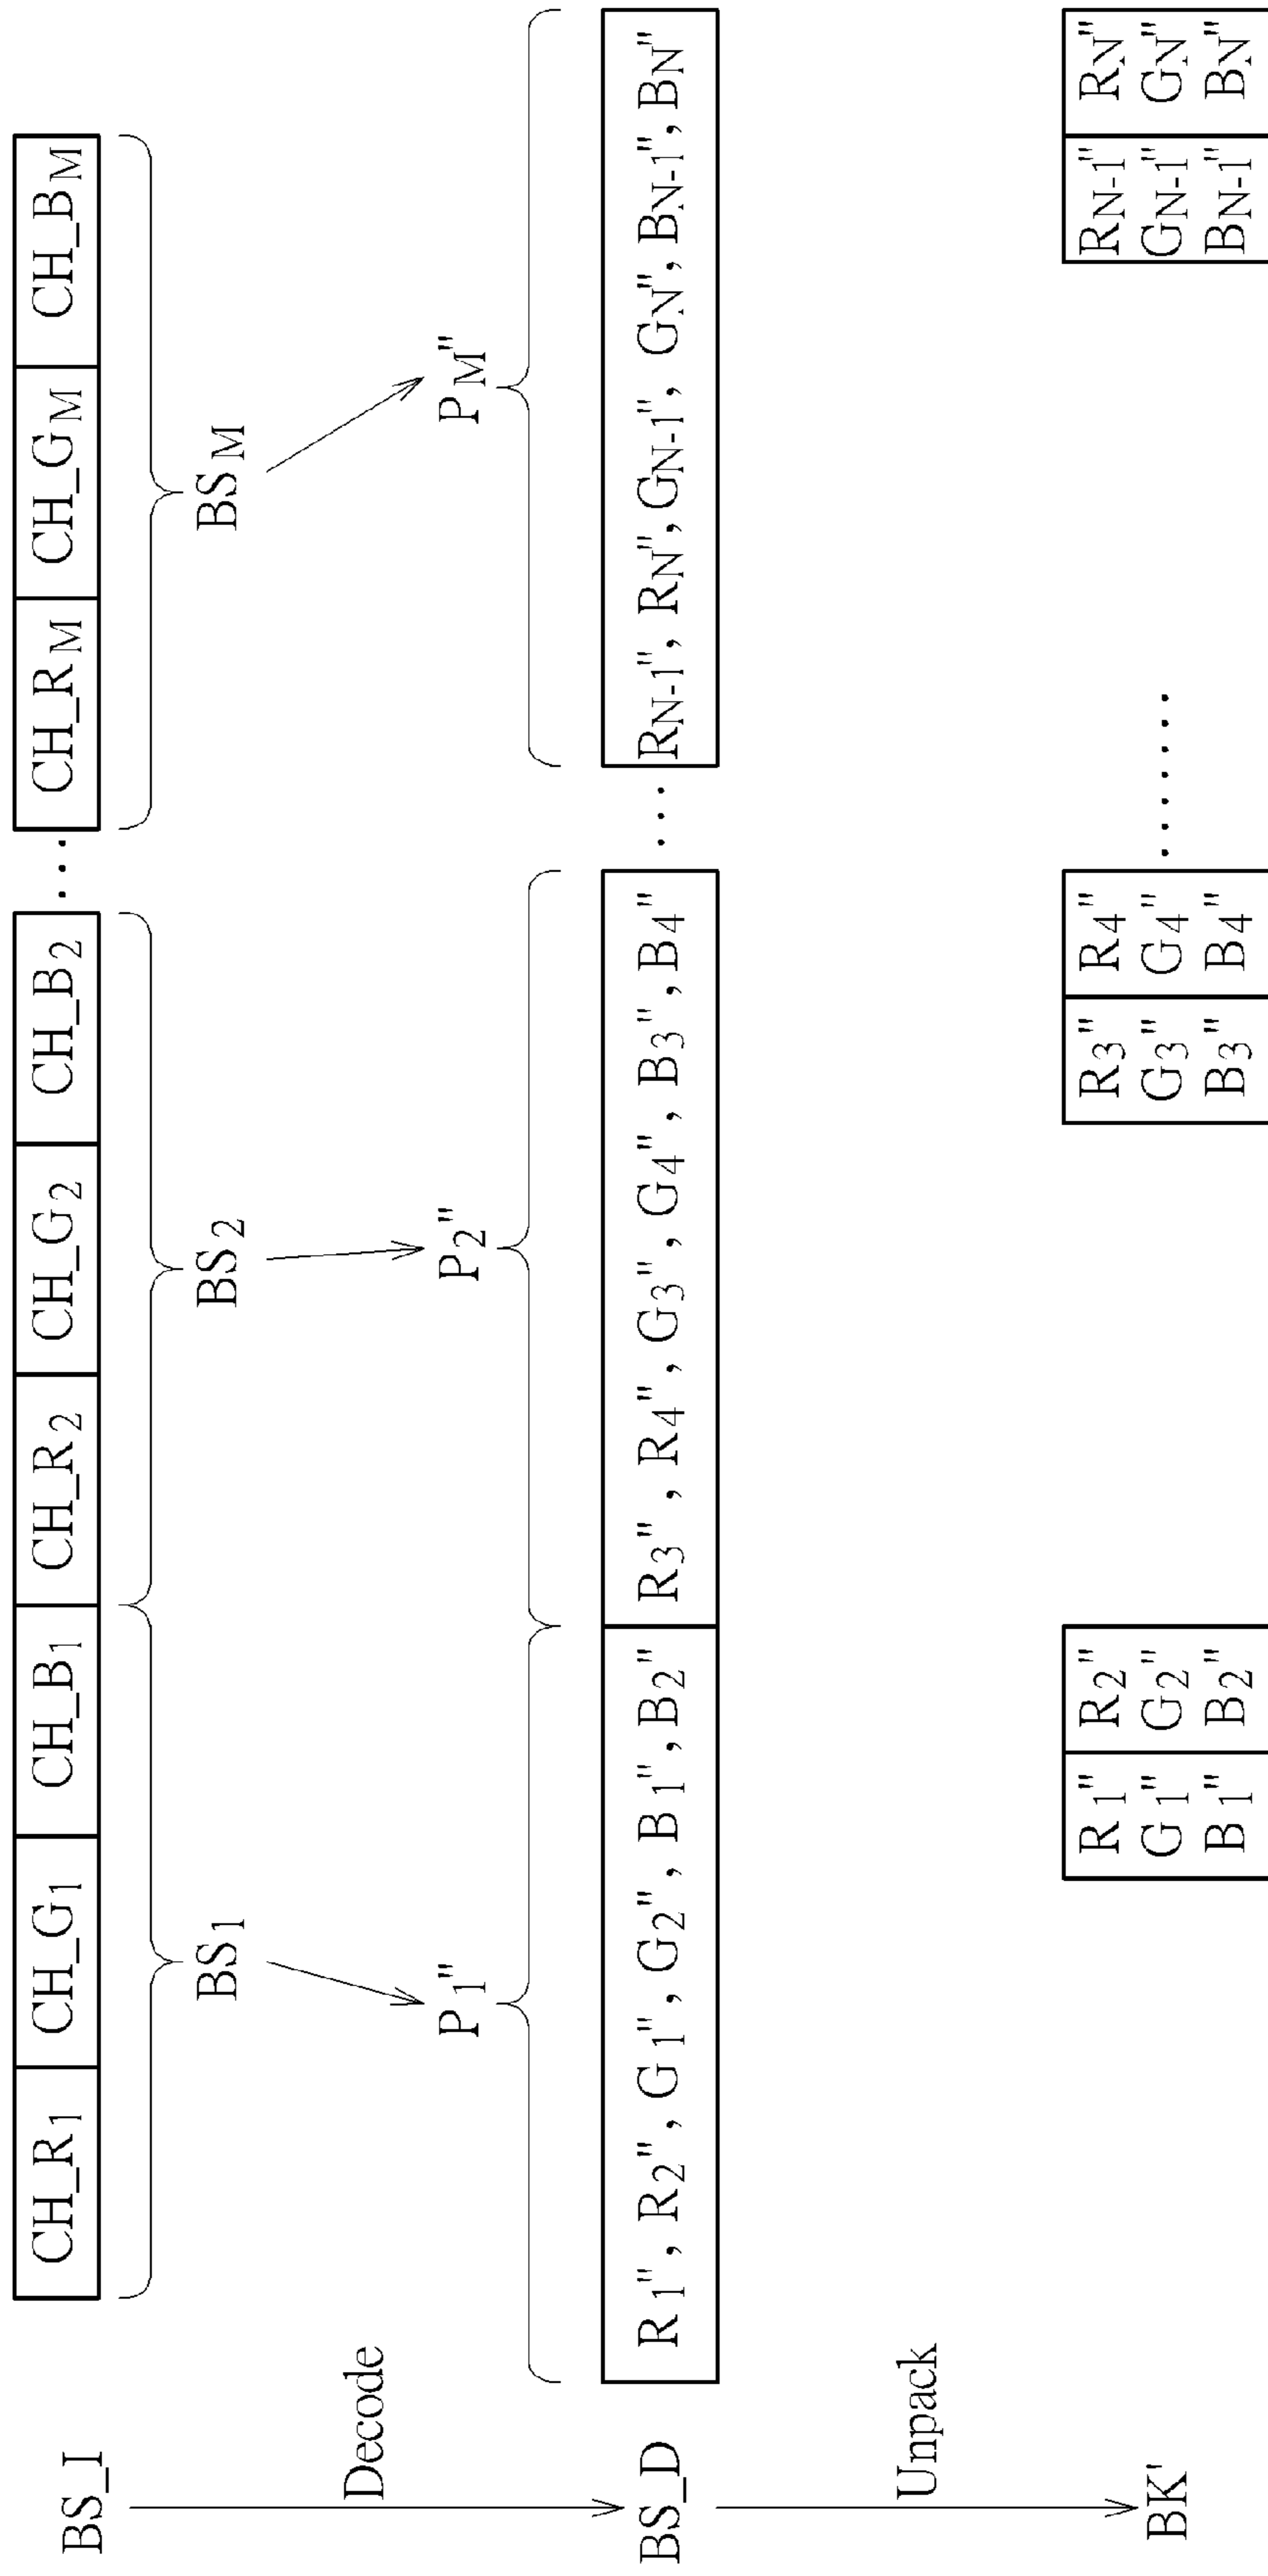 BS_I
CH_R1 CH_G1 CH_B1 CH_R2 CH_G2 CH_B2 ... CH_RM CH_GM CH_BM
BS1 BS2 BSM
Decode
P1" P2" PM"
BS_D
R1", R2", G1", G2", B1", B2" R3", R4", G3", G4", B3", B4" ... RN-1", RN", GN-1", GN", BN-1", BN"
Unpack
BK'
R1" R2" R3" R4" ....... RN-1" RN"
G1" G2" G3" G4" GN-1" GN"
B1" B2" B3" B4" BN-1" BN"